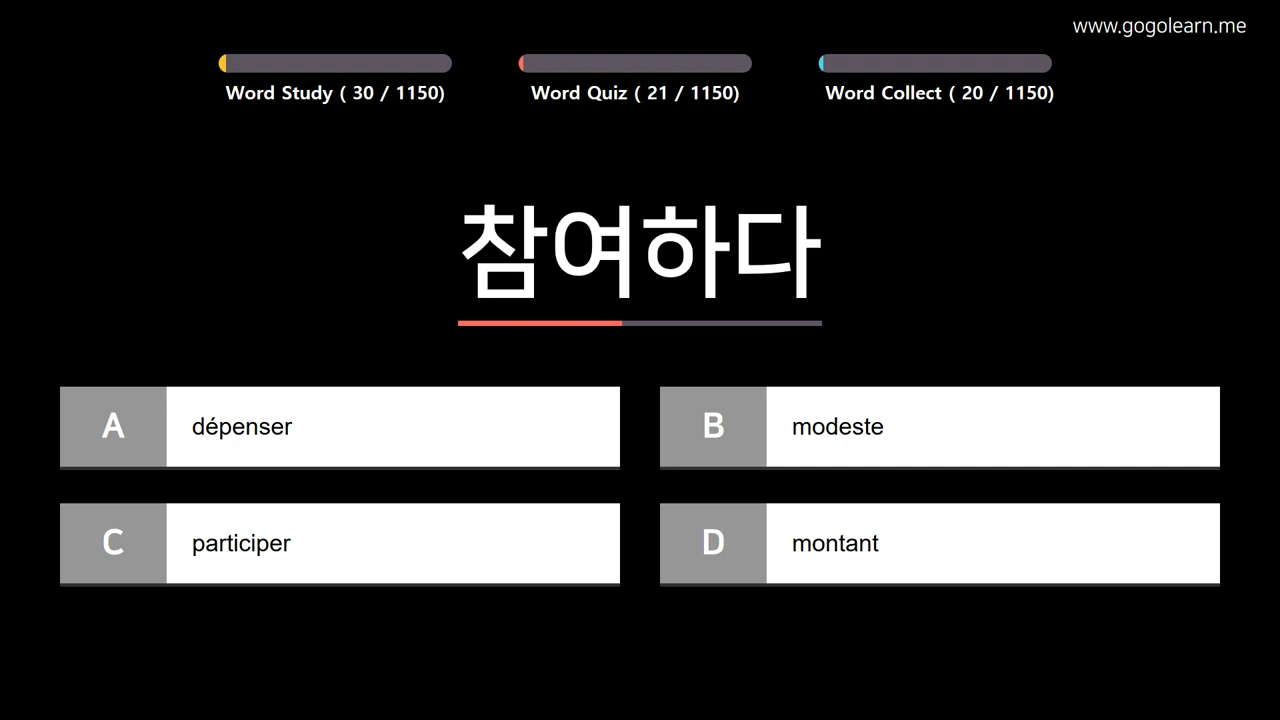 www.gogolearn.me
Word Study ( 30 / 1150)
Word Quiz ( 21 / 1150)
Word Collect ( 20 / 1150)
참여하다
A dépenser
B modeste
C participer
D montant